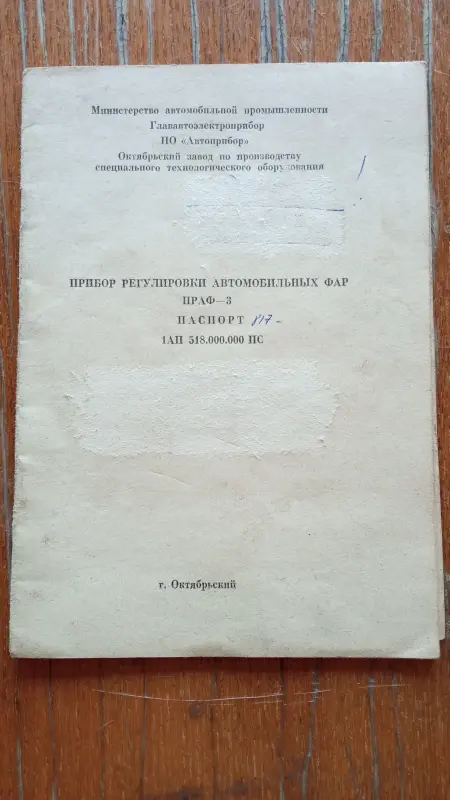 Министерство автомобильной промышленности
Глававтоэлектроприбор
ПО «Автоприбор»
Октябрьский завод по производству
специального технологического оборудования
ПРИБОР РЕГУЛИРОВКИ АВТОМОБИЛЬНЫХ ФАР
ПРАФ—3
ПАСПОРТ
1АП 518.000.000 ПС
г. Октябрьский